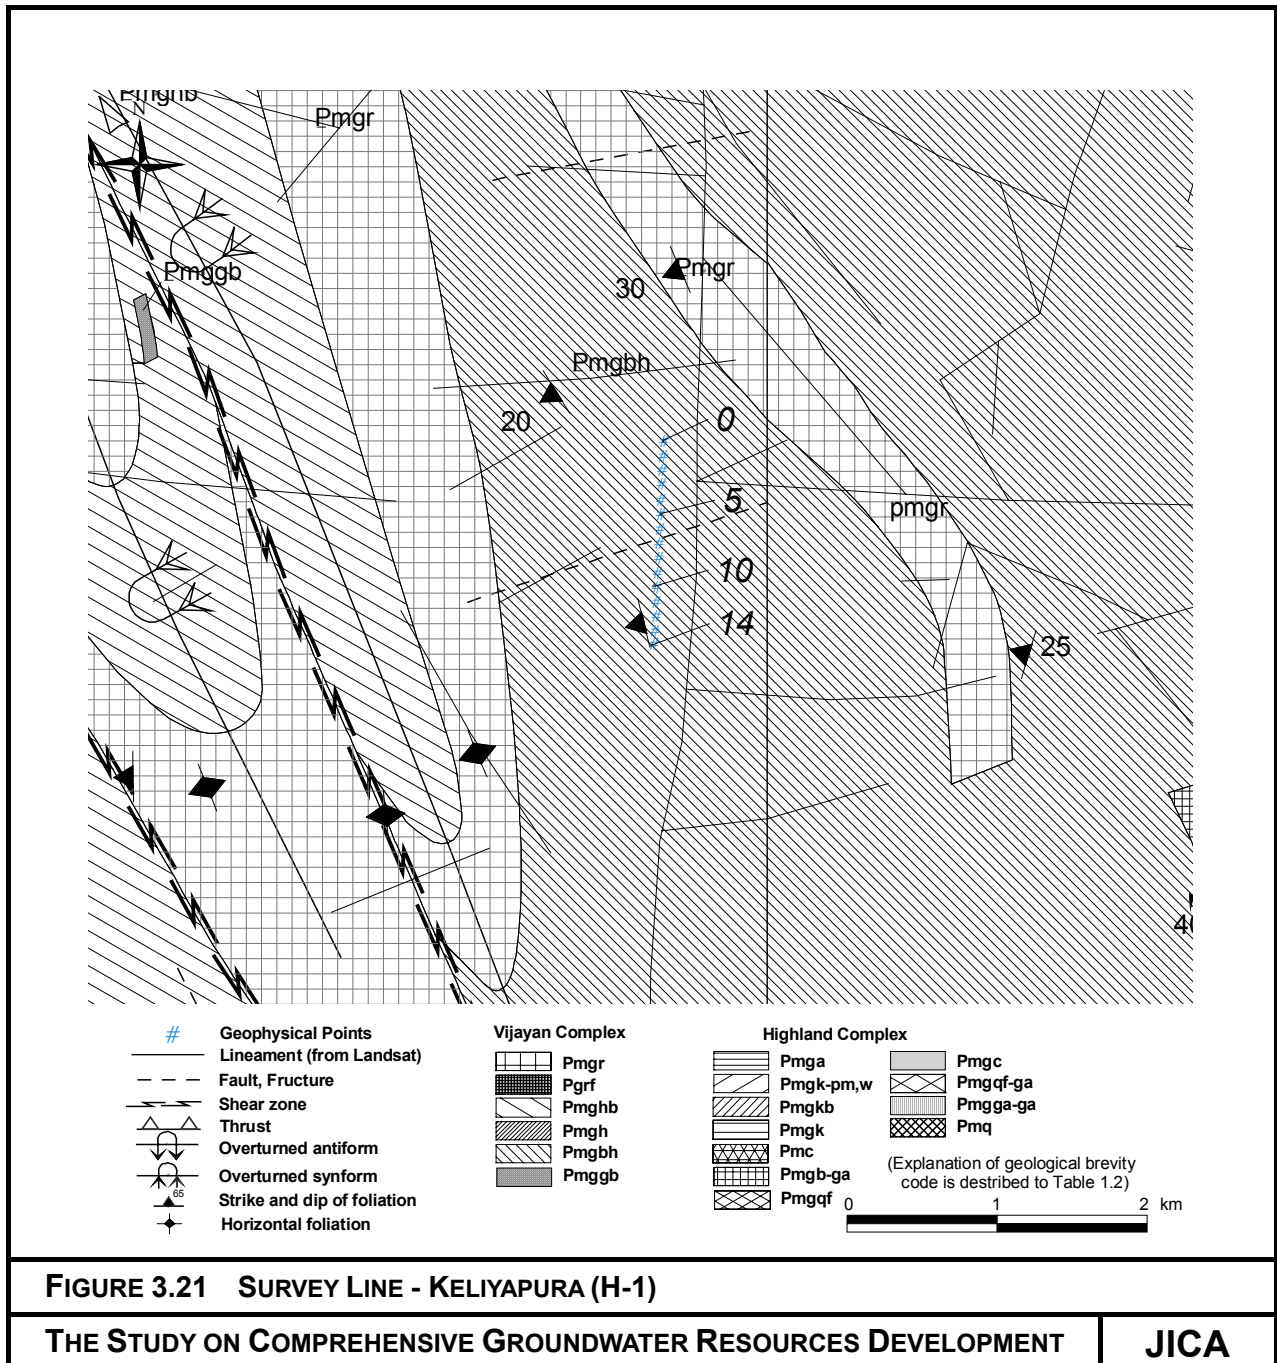 Pmghb
N
Pmgr
Pmggb
Pmgr
30
Pmgbh
20
0
5
pmgr
10
14
25
Geophysical Points
Lineament (from Landsat)
Fault, Fructure
Shear zone
Thrust
Overturned antiform
Overturned synform
65
Strike and dip of foliation
Horizontal foliation
Vijayan Complex
Pmgr
Pgrf
Pmghb
Pmgh
Pmgbh
Pmggb
Highland Complex
Pmga
Pmgk-pm,w
Pmgkb
Pmgk
Pmc
Pmgb-ga
Pmgqf
Pmgc
Pmgqf-ga
Pmgga-ga
Pmq
(Explanation of geological brevity
code is destribed to Table 1.2)
0 1 2 km
FIGURE 3.21 SURVEY LINE - KELIYAPURA (H-1)
THE STUDY ON COMPREHENSIVE GROUNDWATER RESOURCES DEVELOPMENT
JICA